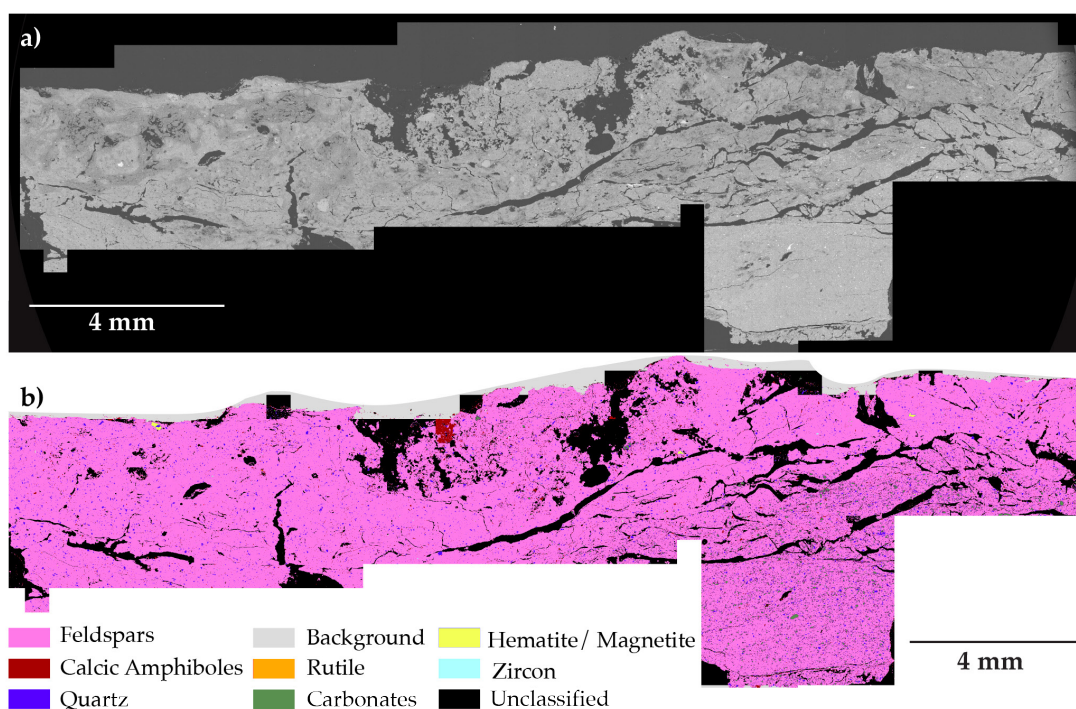 a)
4 mm
b)
Feldspars
Background
Hematite/ Magnetite
Calcic Amphiboles
Rutile
Zircon
4 mm
Quartz
Carbonates
Unclassified